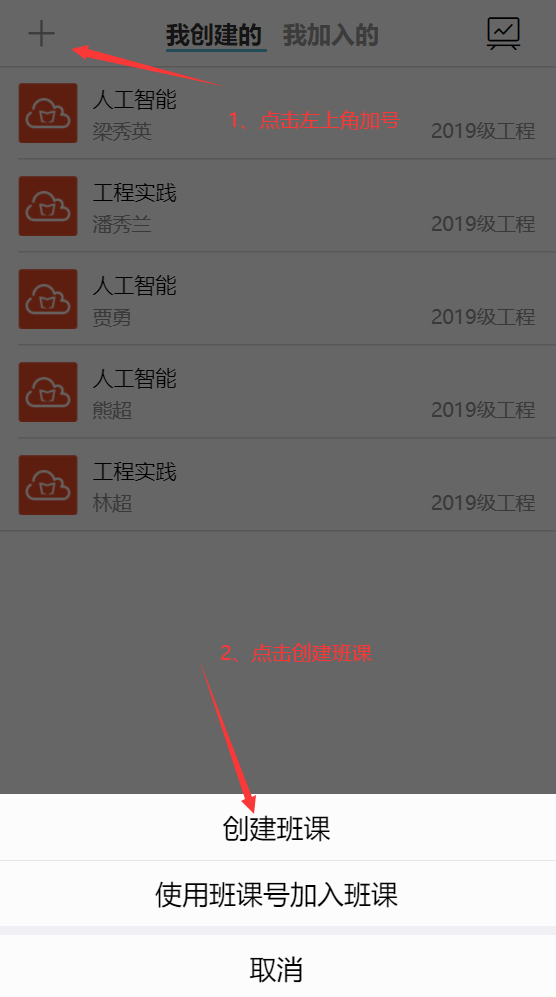 我创建的 我加入的
人工智能
1、点击左上角加号
梁秀英 2019级工程
工程实践
潘秀兰 2019级工程
人工智能
贾勇 2019级工程
人工智能
熊超 2019级工程
工程实践
林超 2019级工程
2、点击创建班课
创建班课
使用班课号加入班课
取消